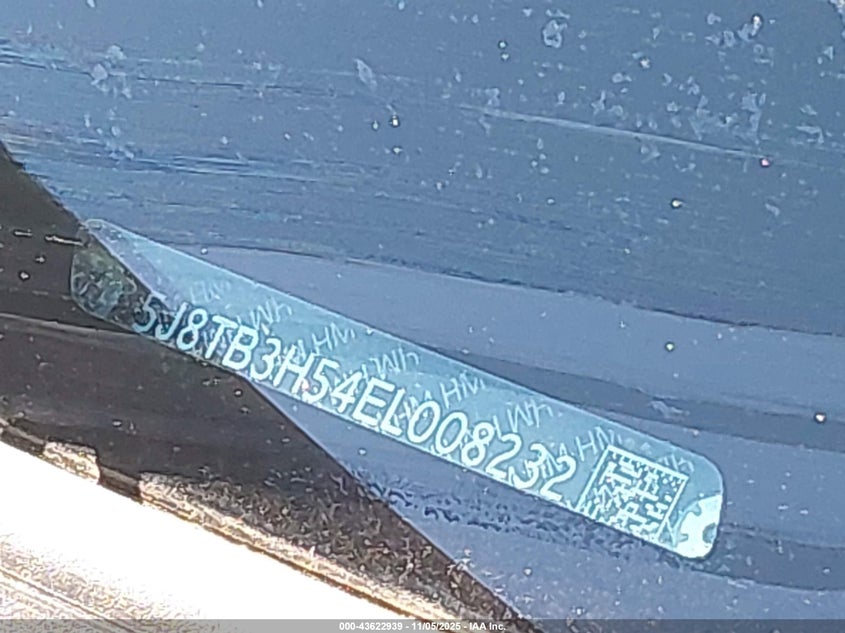 5J8TB3H54EL008232
000-43622939 - 11/05/2025 - IAA Inc.